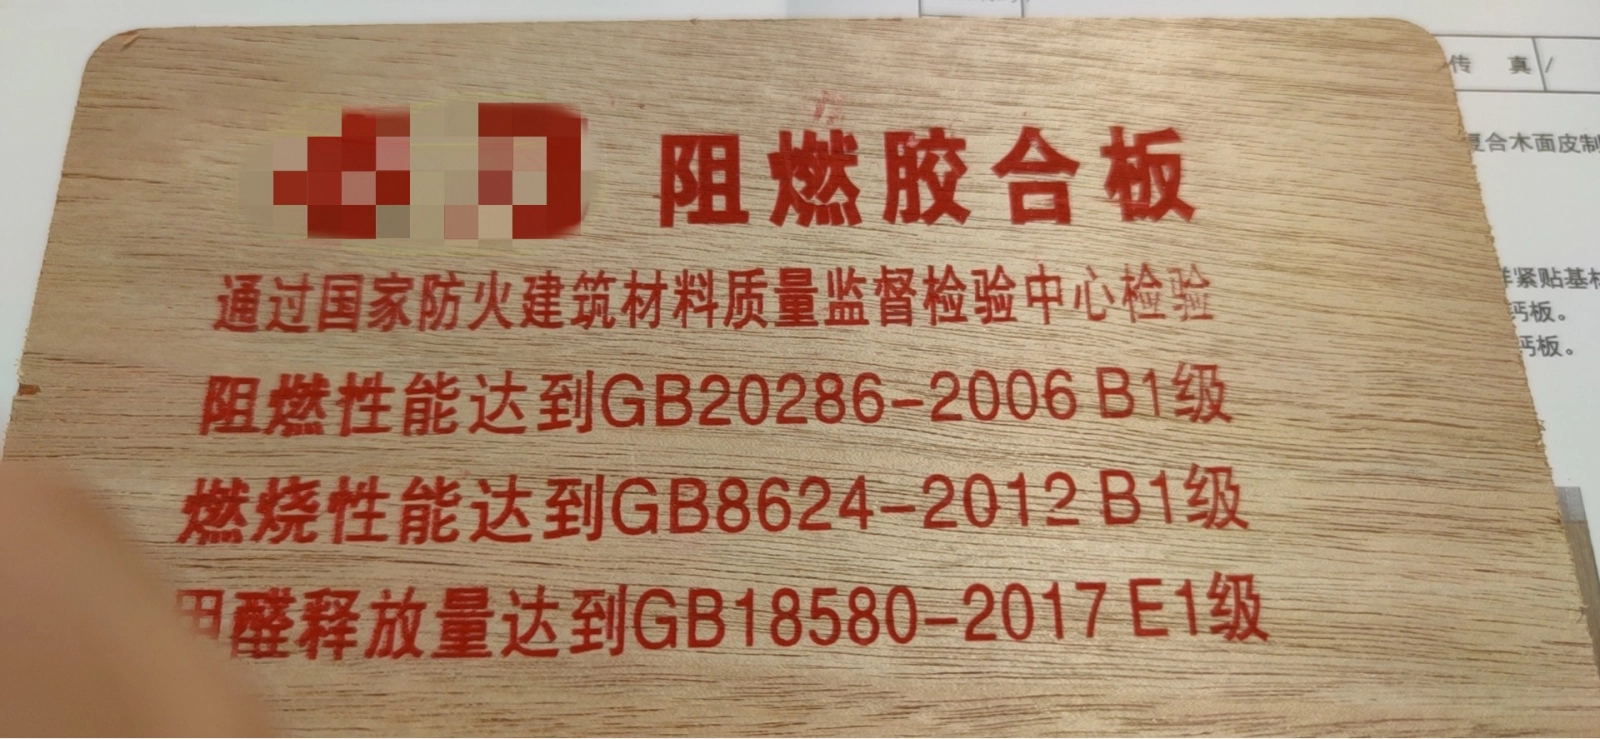 传 真 /
复合木面皮制
阻燃胶合板
通过国家防火建筑材料质量监督检验中心检验
紧贴基材
钙板。
钙板。
阻燃性能达到GB20286-2006 B1级
燃烧性能达到GB8624-2012 B1级
甲醛释放量达到GB18580-2017 E1级